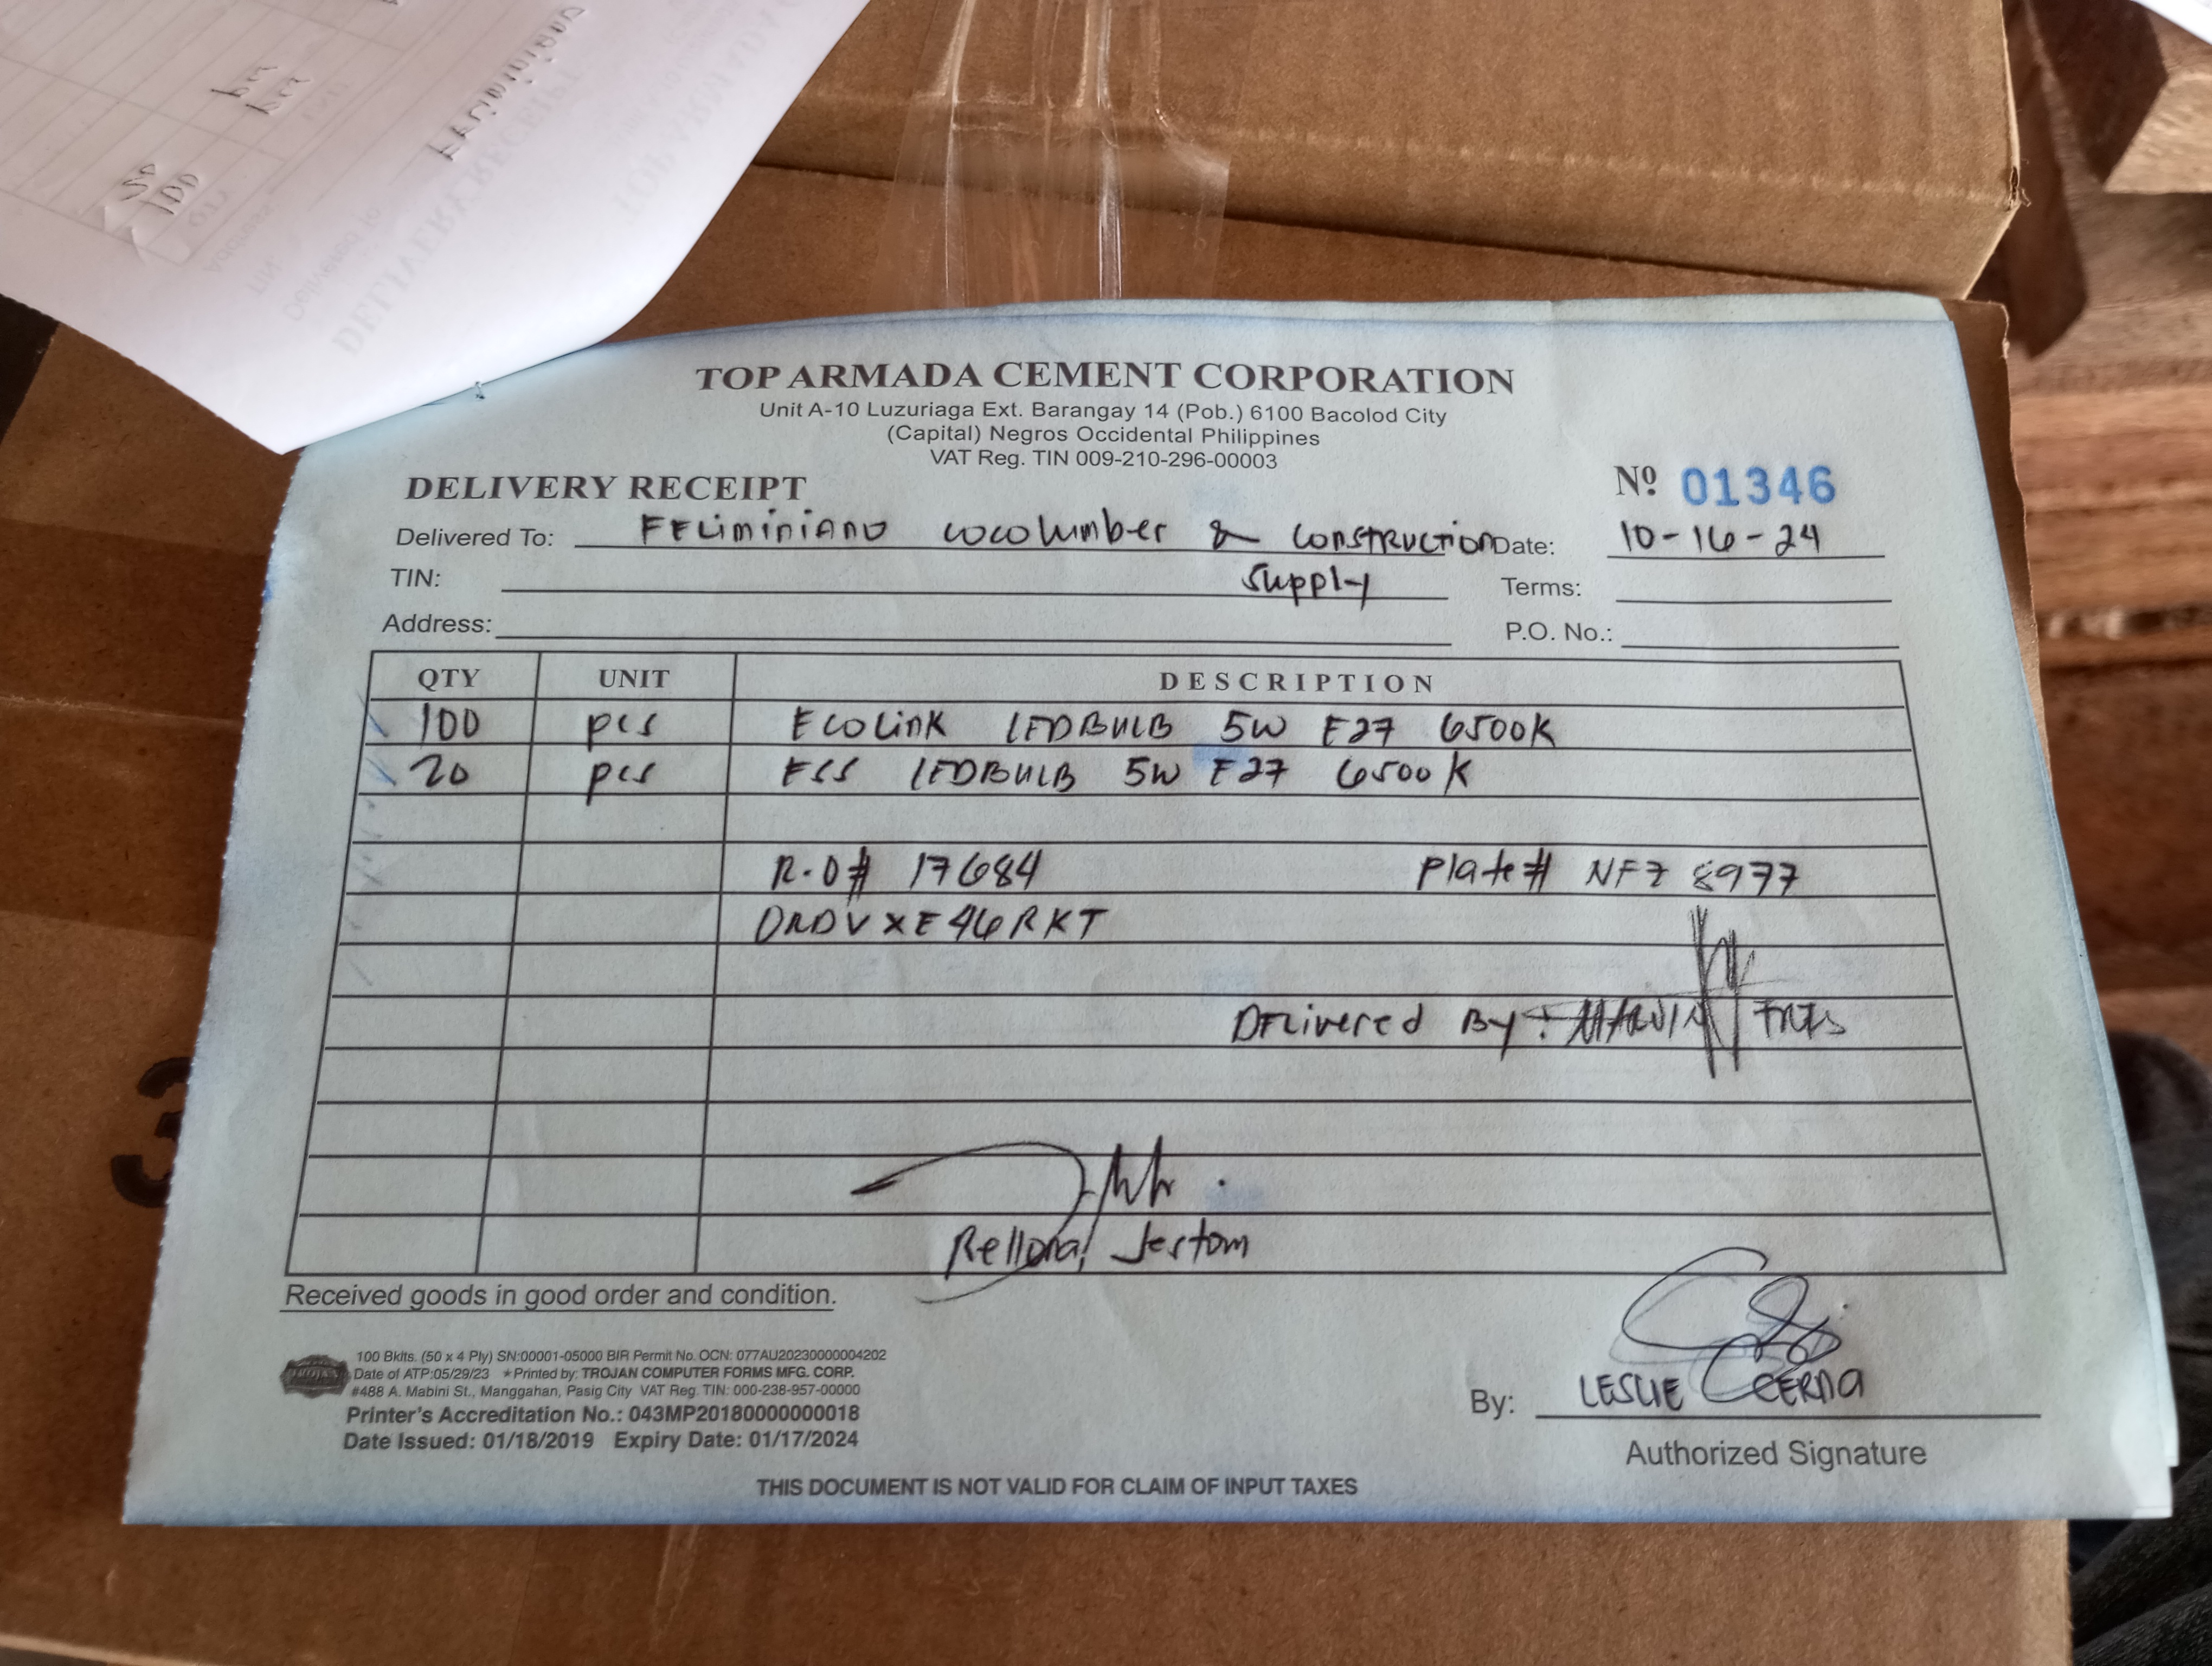 TOP ARMADA CEMENT CORPORATION
Unit A-10 Luzuriaga Ext. Barangay 14 (Pob.) 6100 Bacolod City
(Capital) Negros Occidental Philippines
VAT Reg. TIN 009-210-296-00003
DELIVERY RECEIPT
Nº 01346
Delivered To: FELiminiano cocolumber & construction Date: 10-16-24
TIN: supply Terms:
Address: P.O. No.:
QTY UNIT DESCRIPTION
100 pcs Ecolink LEDBULB 5W E27 6500K
20 pcs ESS LEDBULB 5W E27 6500K
R.O# 17684 Plate# NFZ 8977
DRDVXE46RKT
DELivered By: MARVIN
Rellona, Jestom
Received goods in good order and condition.
100 Bklts. (50 x 4 Ply) SN:00001-05000 BIR Permit No. OCN: 077AU20230000004202
TROJAN
Date of ATP:05/29/23 ★Printed by: TROJAN COMPUTER FORMS MFG. CORP.
#488 A. Mabini St., Manggahan, Pasig City VAT Reg. TIN: 000-238-957-00000
Printer's Accreditation No.: 043MP20180000000018
Date Issued: 01/18/2019 Expiry Date: 01/17/2024
By: LESLIE CERNA
Authorized Signature
THIS DOCUMENT IS NOT VALID FOR CLAIM OF INPUT TAXES
3